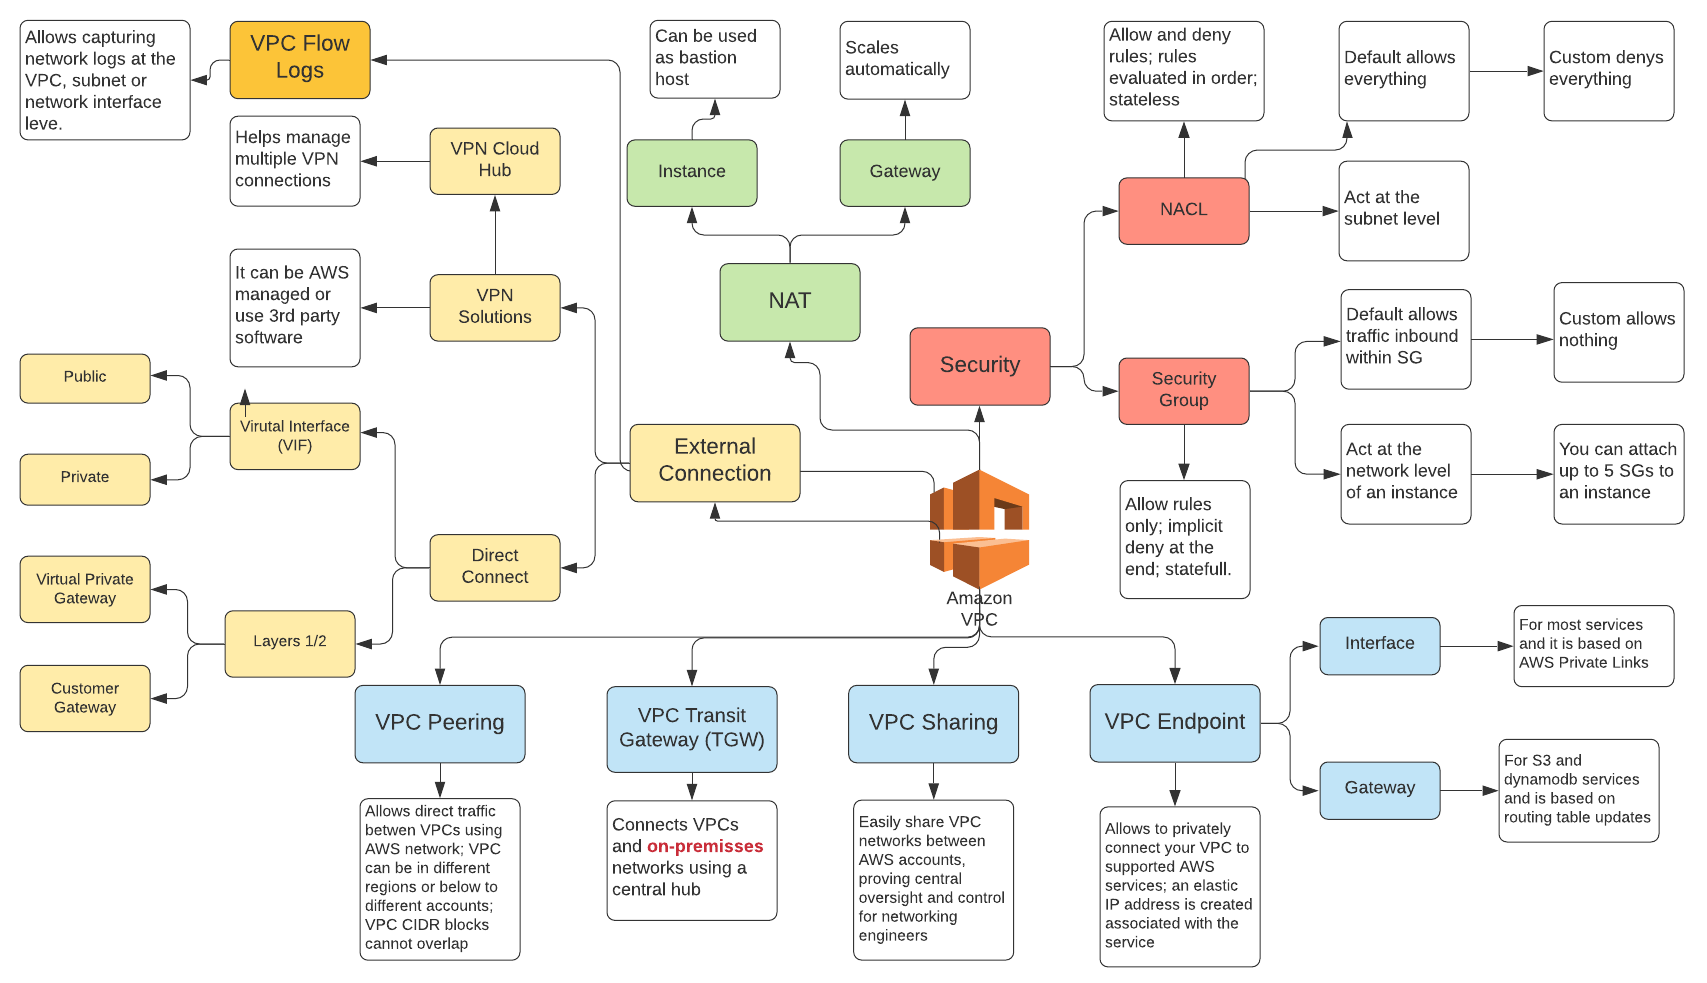 Allows capturing
network logs at the
VPC, subnet or
network interface
leve.
VPC Flow
Logs
Can be used
as bastion
host
Scales
automatically
Allow and deny
rules; rules
evaluated in order;
stateless
Default allows
everything
Custom denys
everything
Helps manage
multiple VPN
connections
VPN Cloud
Hub
Instance
Gateway
NACL
Act at the
subnet level
It can be AWS
managed or
use 3rd party
software
VPN
Solutions
NAT
Default allows
traffic inbound
within SG
Custom allows
nothing
Security
Security
Group
Public
Virutal Interface
(VIF)
Private
External
Connection
Act at the
network level
of an instance
You can attach
up to 5 SGs to
an instance
Allow rules
only; implicit
deny at the
end; statefull.
Direct
Connect
Virtual Private
Gateway
Layers 1/2
Customer
Gateway
Amazon
VPC
Interface
For most services
and it is based on
AWS Private Links
VPC Peering
VPC Transit
Gateway (TGW)
VPC Sharing
VPC Endpoint
Gateway
For S3 and
dynamodb services
and is based on
routing table updates
Allows direct traffic
betwen VPCs using
AWS network; VPC
can be in different
regions or below to
different accounts;
VPC CIDR blocks
cannot overlap
Connects VPCs
and on-premisses
networks using a
central hub
Easily share VPC
networks between
AWS accounts,
proving central
oversight and control
for networking
engineers
Allows to privately
connect your VPC to
supported AWS
services; an elastic
IP address is created
associated with the
service